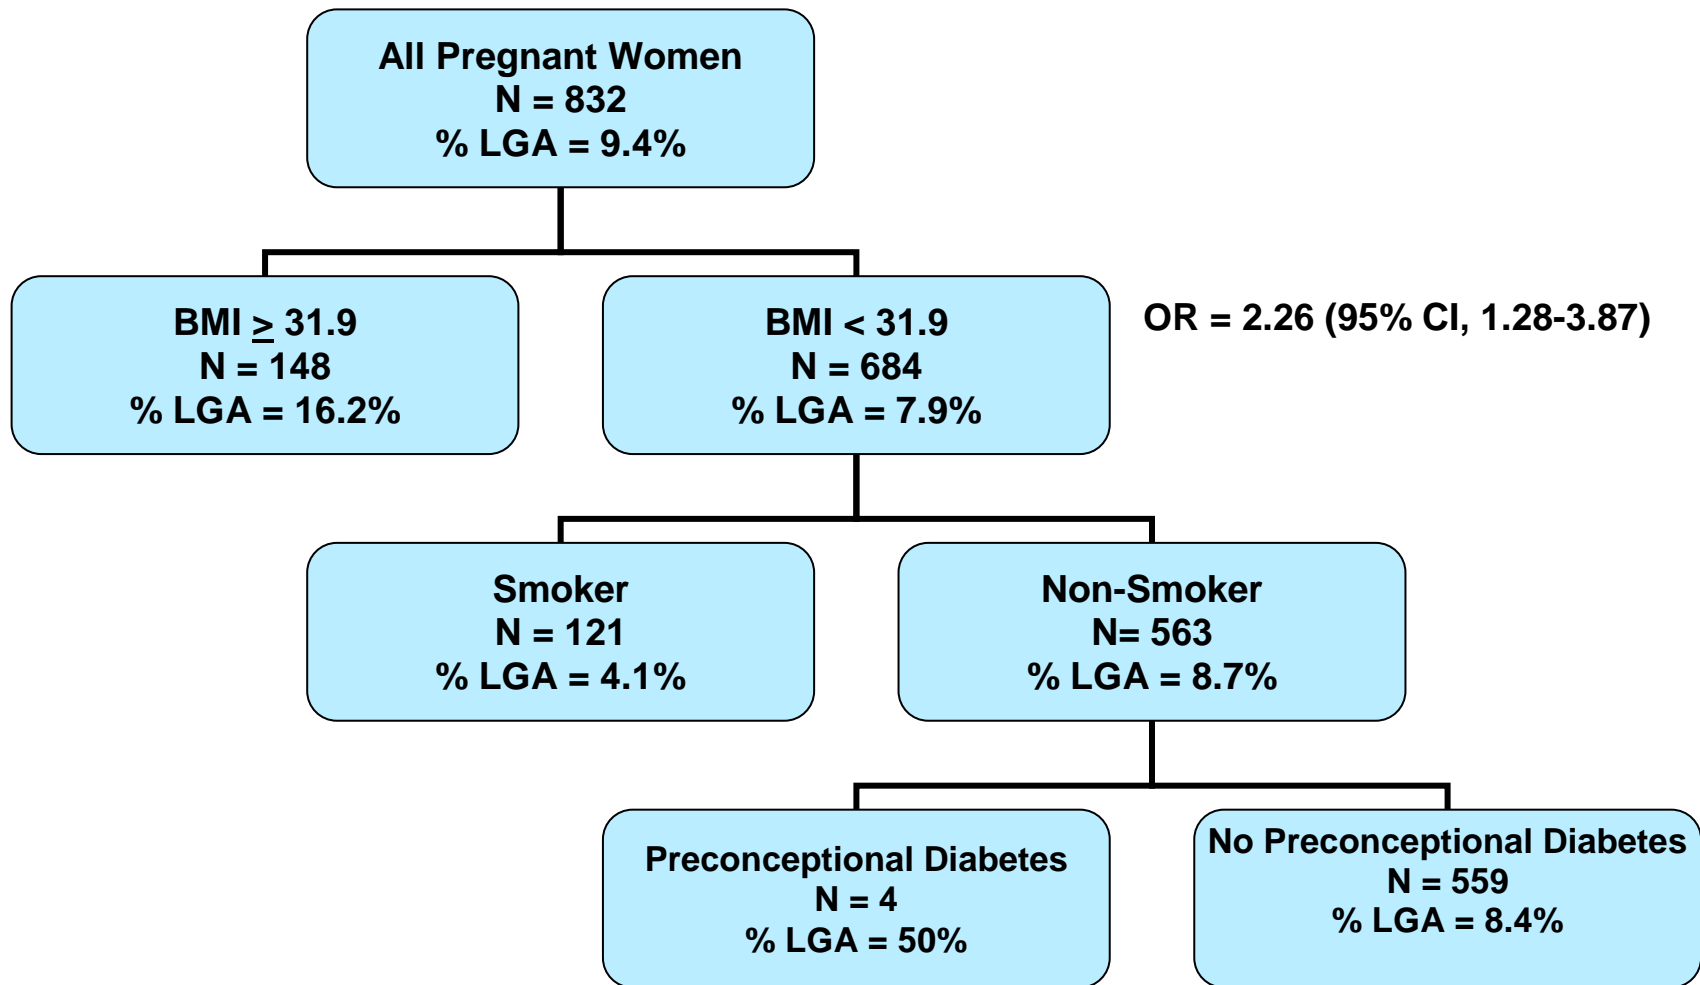 All Pregnant Women
N = 832
% LGA = 9.4%
BMI ≥ 31.9
N = 148
% LGA = 16.2%
BMI < 31.9
N = 684
% LGA = 7.9%
OR = 2.26 (95% CI, 1.28-3.87)
Smoker
N = 121
% LGA = 4.1%
Non-Smoker
N= 563
% LGA = 8.7%
Preconceptional Diabetes
N = 4
% LGA = 50%
No Preconceptional Diabetes
N = 559
% LGA = 8.4%